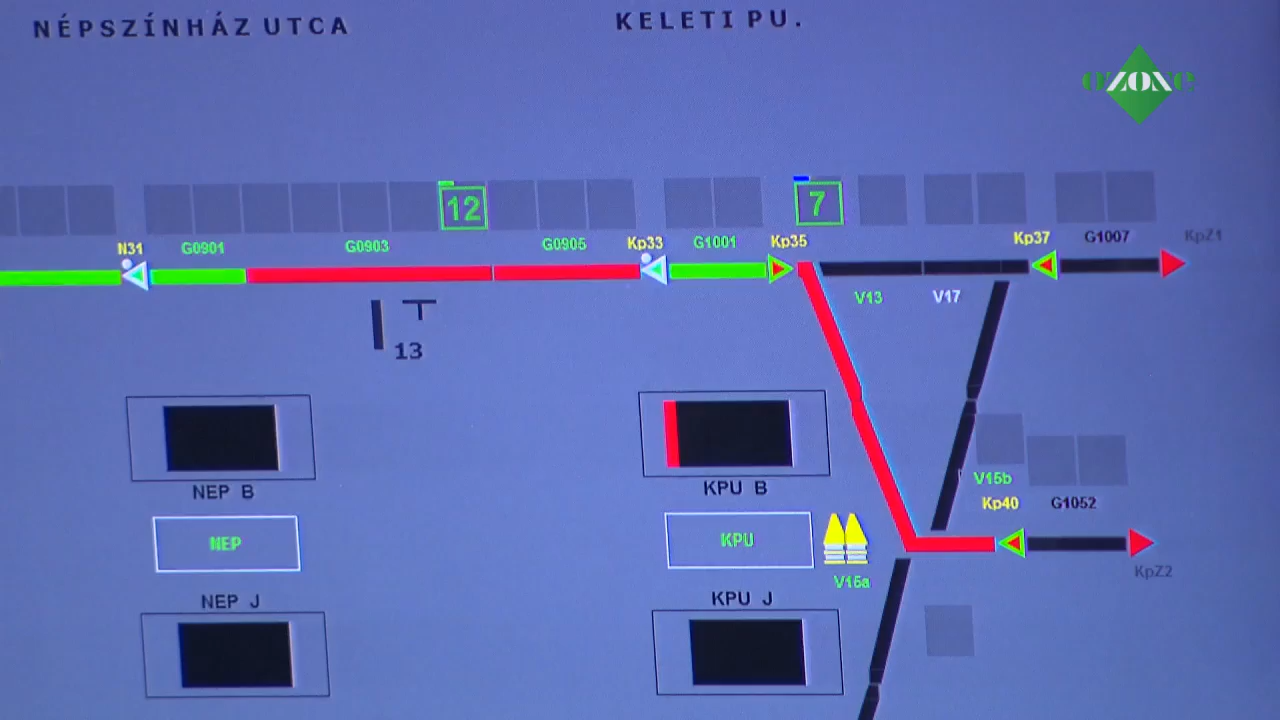 NÉPSZÍNHÁZ UTCA
KELETI PU.
OZONE
12
7
N31
G0901
G0903
G0905
Kp33
G1001
Kp35
Kp37
G1007
KpZ1
V13
V17
13
NEP B
KPU B
V15b
Kp40
G1052
NEP
KPU
KpZ2
V15a
NEP J
KPU J